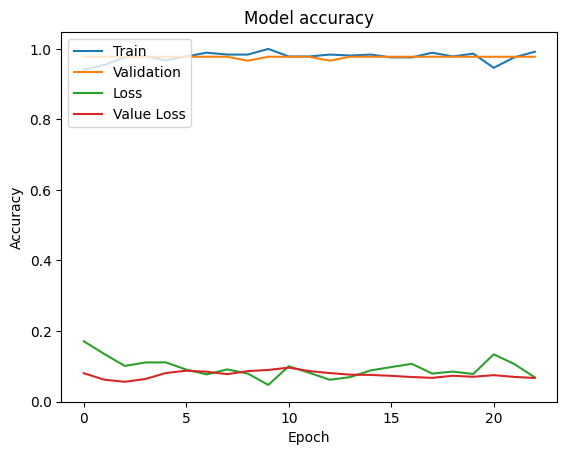 Model accuracy
Train
Validation
Loss
Value Loss
Accuracy
1.0
0.8
0.6
0.4
0.2
0.0
0 5 10 15 20
Epoch